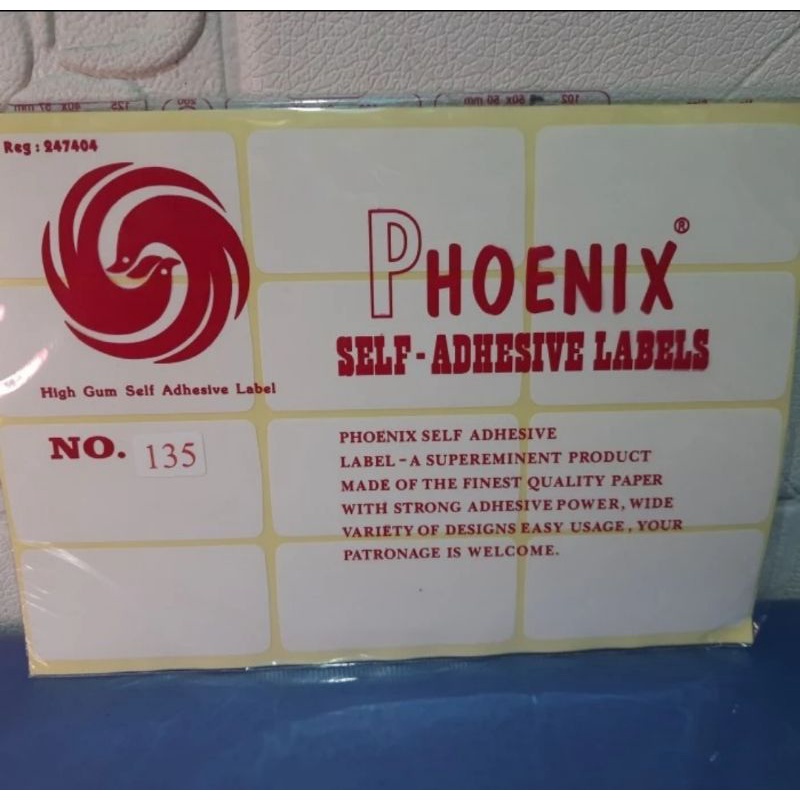 Reg : 247404
PHOENIX ®
SELF-ADHESIVE LABELS
High Gum Self Adhesive Label
NO. 135
PHOENIX SELF ADHESIVE
LABEL - A SUPEREMINENT PRODUCT
MADE OF THE FINEST QUALITY PAPER
WITH STRONG ADHESIVE POWER, WIDE
VARIETY OF DESIGNS EASY USAGE, YOUR
PATRONAGE IS WELCOME.